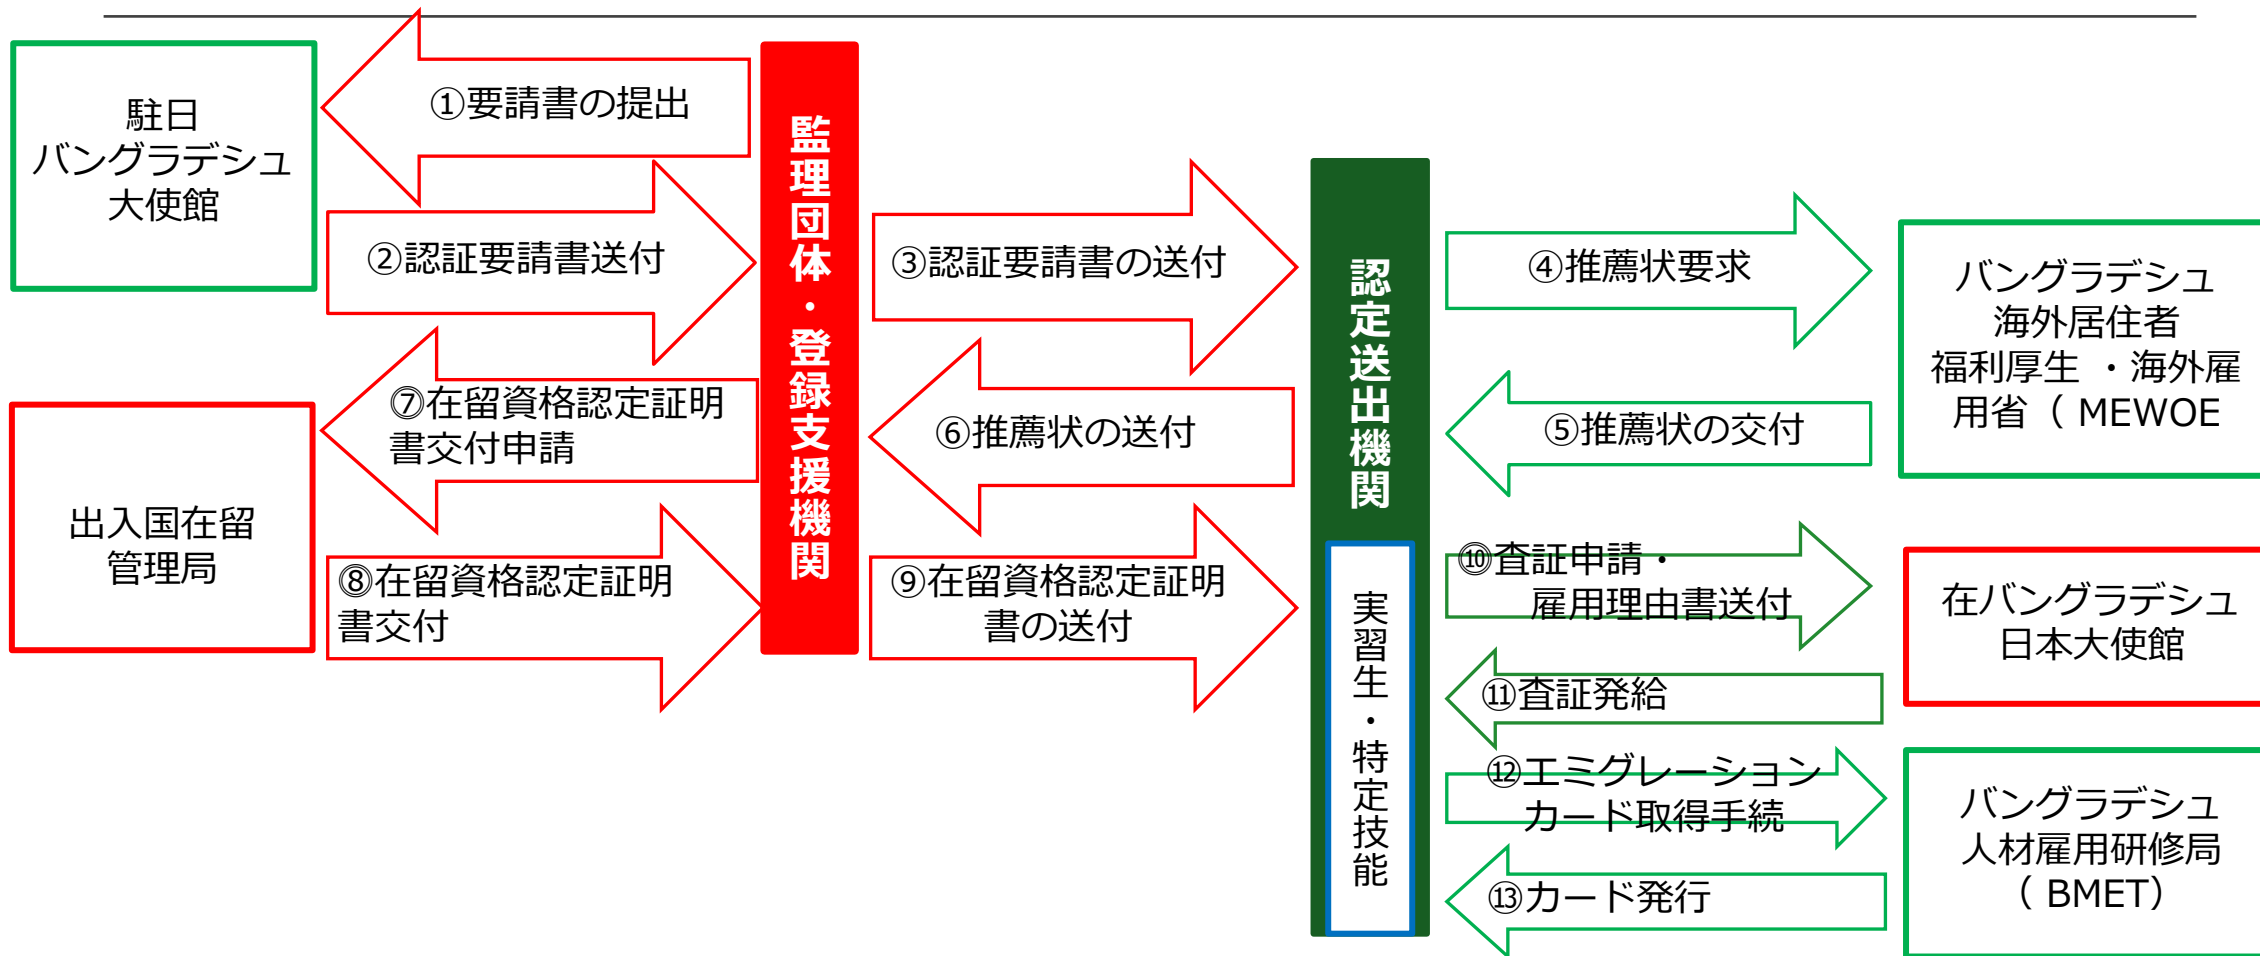 駐日
バングラデシュ
大使館
①要請書の提出
②認証要請書送付
監理団体・登録支援機関
③認証要請書の送付
認定送出機関
④推薦状要求
バングラデシュ
海外居住者
福利厚生 ・海外雇
用省（ MEWOE
⑤推薦状の交付
⑥推薦状の送付
⑦在留資格認定証明
書交付申請
出入国在留
管理局
⑧在留資格認定証明
書交付
⑨在留資格認定証明
書の送付
実習生・特定技能
⑩査証申請・
雇用理由書送付
在バングラデシュ
日本大使館
⑪査証発給
⑫エミグレーション
カード取得手続
バングラデシュ
人材雇用研修局
（ BMET）
⑬カード発行